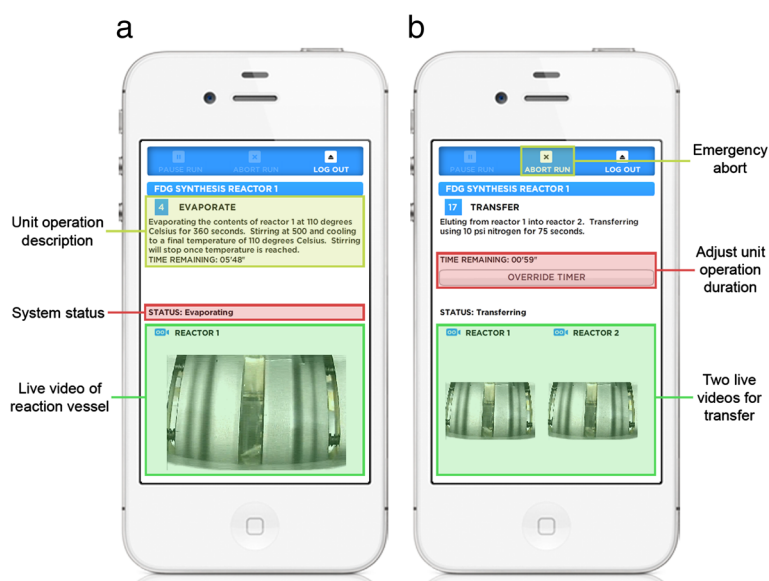 a
b
PAUSE RUN
ABORT RUN
LOG OUT
FDG SYNTHESIS REACTOR 1
4 EVAPORATE
Evaporating the contents of reactor 1 at 110 degrees
Celsius for 360 seconds. Stirring at 500 and cooling
to a final temperature of 110 degrees Celsius. Stirring
will stop once temperature is reached.
TIME REMAINING: 05'48"
STATUS: Evaporating
REACTOR 1
Unit operation
description
System status
Live video of
reaction vessel
PAUSE RUN
ABORT RUN
LOG OUT
FDG SYNTHESIS REACTOR 1
17 TRANSFER
Eluting from reactor 1 into reactor 2. Transferring
using 10 psi nitrogen for 75 seconds.
TIME REMAINING: 00'59"
OVERRIDE TIMER
STATUS: Transferring
REACTOR 1
REACTOR 2
Emergency
abort
Adjust unit
operation
duration
Two live
videos for
transfer